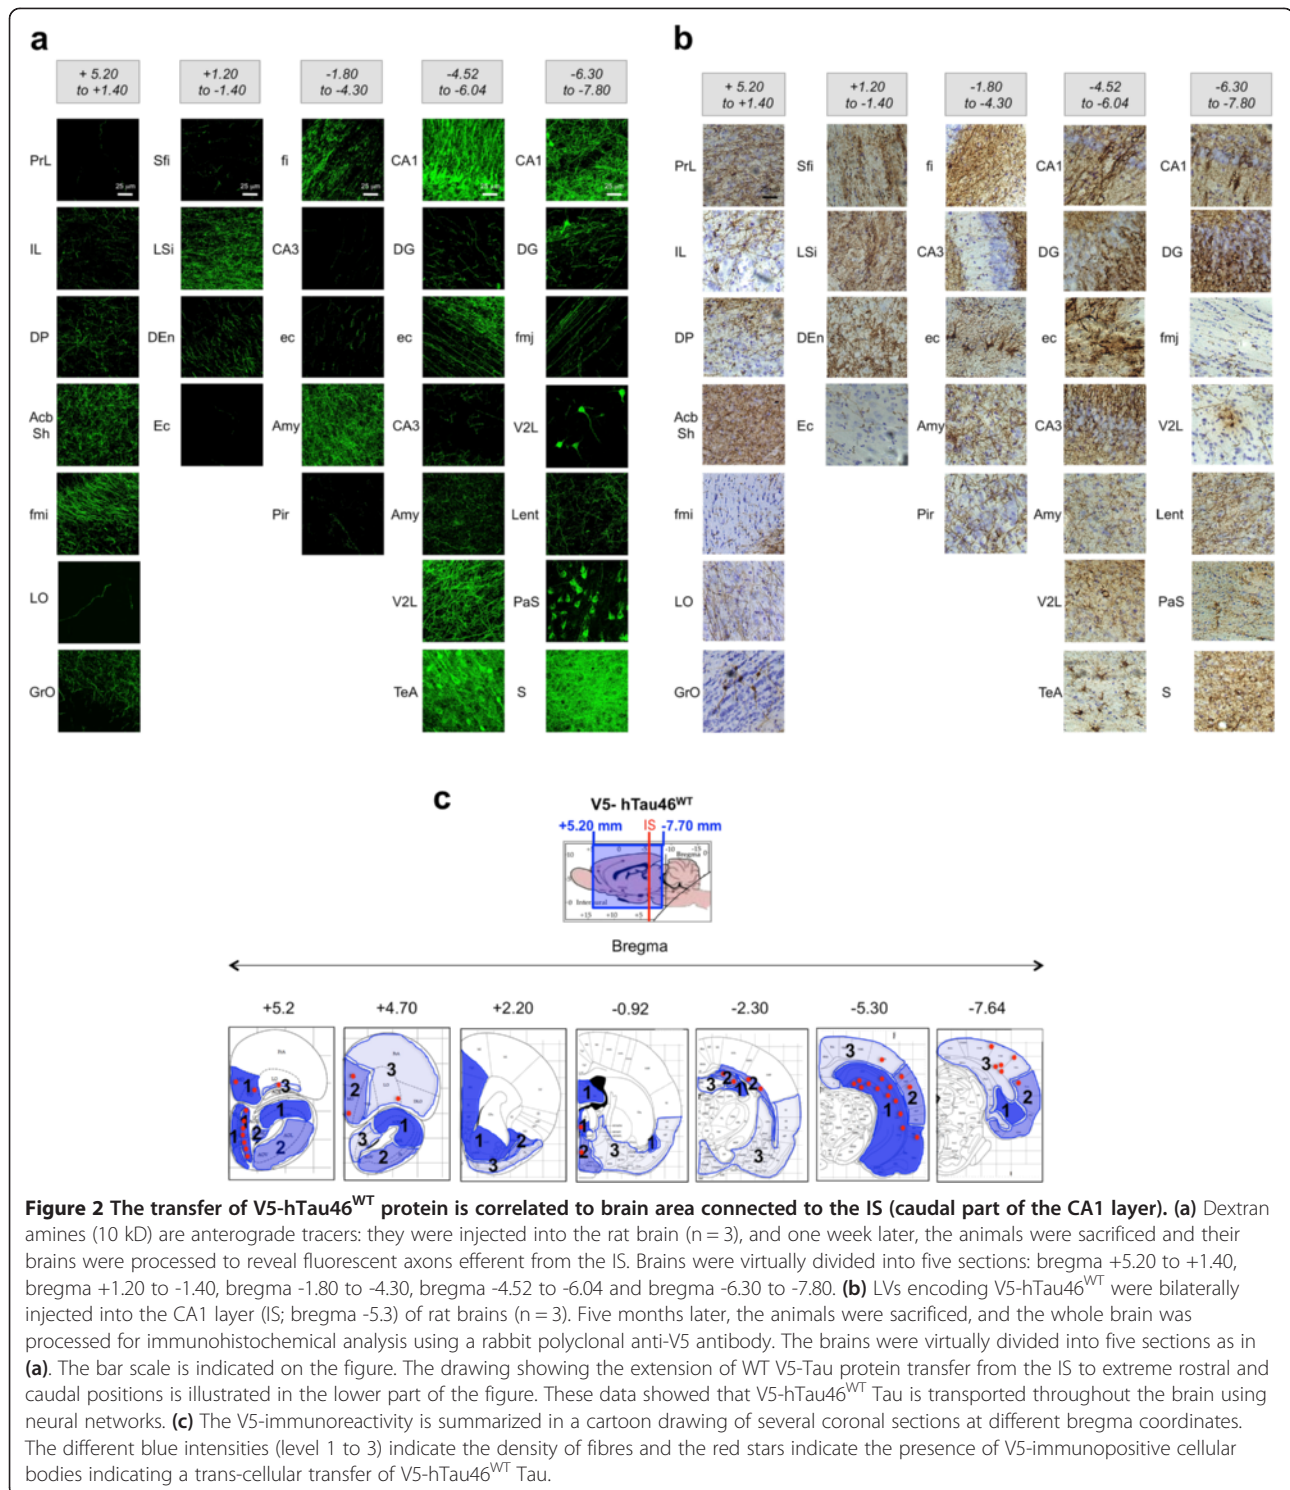 a
+ 5.20 to +1.40
+1.20 to -1.40
-1.80 to -4.30
-4.52 to -6.04
-6.30 to -7.80
PrL
25 µm
Sfi
25 µm
fi
25 µm
CA1
CA1
25 µm
IL
LSi
CA3
DG
DG
DP
DEn
ec
ec
fmj
Acb Sh
Ec
Amy
CA3
V2L
fmi
Pir
Amy
Lent
LO
V2L
PaS
GrO
TeA
S
b
+ 5.20 to +1.40
+1.20 to -1.40
-1.80 to -4.30
-4.52 to -6.04
-6.30 to -7.80
PrL
Sfi
fi
CA1
CA1
IL
LSi
CA3
DG
DG
DP
DEn
ec
ec
fmj
Acb Sh
Ec
Amy
CA3
V2L
fmi
Pir
Amy
Lent
LO
V2L
PaS
GrO
TeA
S
c
V5- hTau46WT
+5.20 mm IS -7.70 mm
Bregma
Bregma
+5.2 +4.70 +2.20 -0.92 -2.30 -5.30 -7.64
Figure 2 The transfer of V5-hTau46WT protein is correlated to brain area connected to the IS (caudal part of the CA1 layer). (a) Dextran
amines (10 kD) are anterograde tracers: they were injected into the rat brain (n = 3), and one week later, the animals were sacrificed and their
brains were processed to reveal fluorescent axons efferent from the IS. Brains were virtually divided into five sections: bregma +5.20 to +1.40,
bregma +1.20 to -1.40, bregma -1.80 to -4.30, bregma -4.52 to -6.04 and bregma -6.30 to -7.80. (b) LVs encoding V5-hTau46WT were bilaterally
injected into the CA1 layer (IS; bregma -5.3) of rat brains (n = 3). Five months later, the animals were sacrificed, and the whole brain was
processed for immunohistochemical analysis using a rabbit polyclonal anti-V5 antibody. The brains were virtually divided into five sections as in
(a). The bar scale is indicated on the figure. The drawing showing the extension of WT V5-Tau protein transfer from the IS to extreme rostral and
caudal positions is illustrated in the lower part of the figure. These data showed that V5-hTau46WT Tau is transported throughout the brain using
neural networks. (c) The V5-immunoreactivity is summarized in a cartoon drawing of several coronal sections at different bregma coordinates.
The different blue intensities (level 1 to 3) indicate the density of fibres and the red stars indicate the presence of V5-immunopositive cellular
bodies indicating a trans-cellular transfer of V5-hTau46WT Tau.